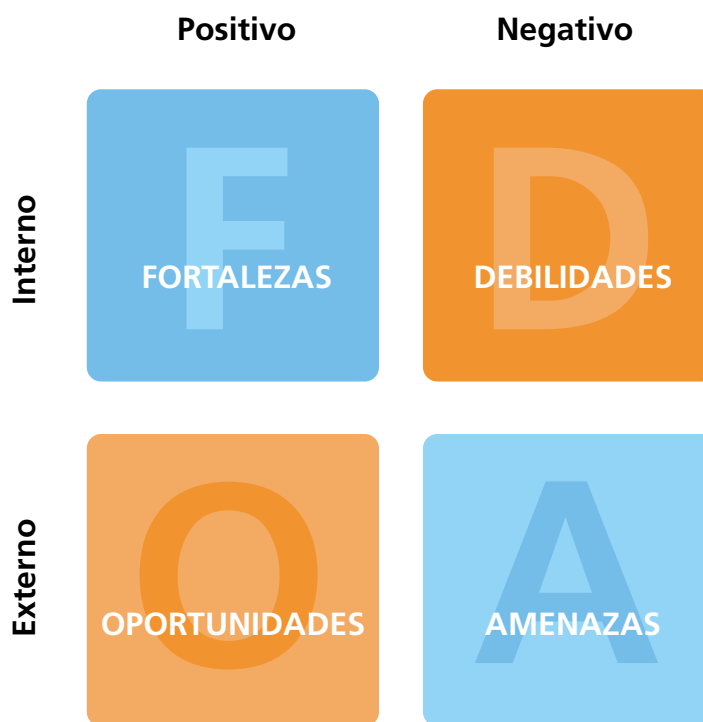 Positivo Negativo
Interno
F
FORTALEZAS
D
DEBILIDADES
Externo
O
OPORTUNIDADES
A
AMENAZAS